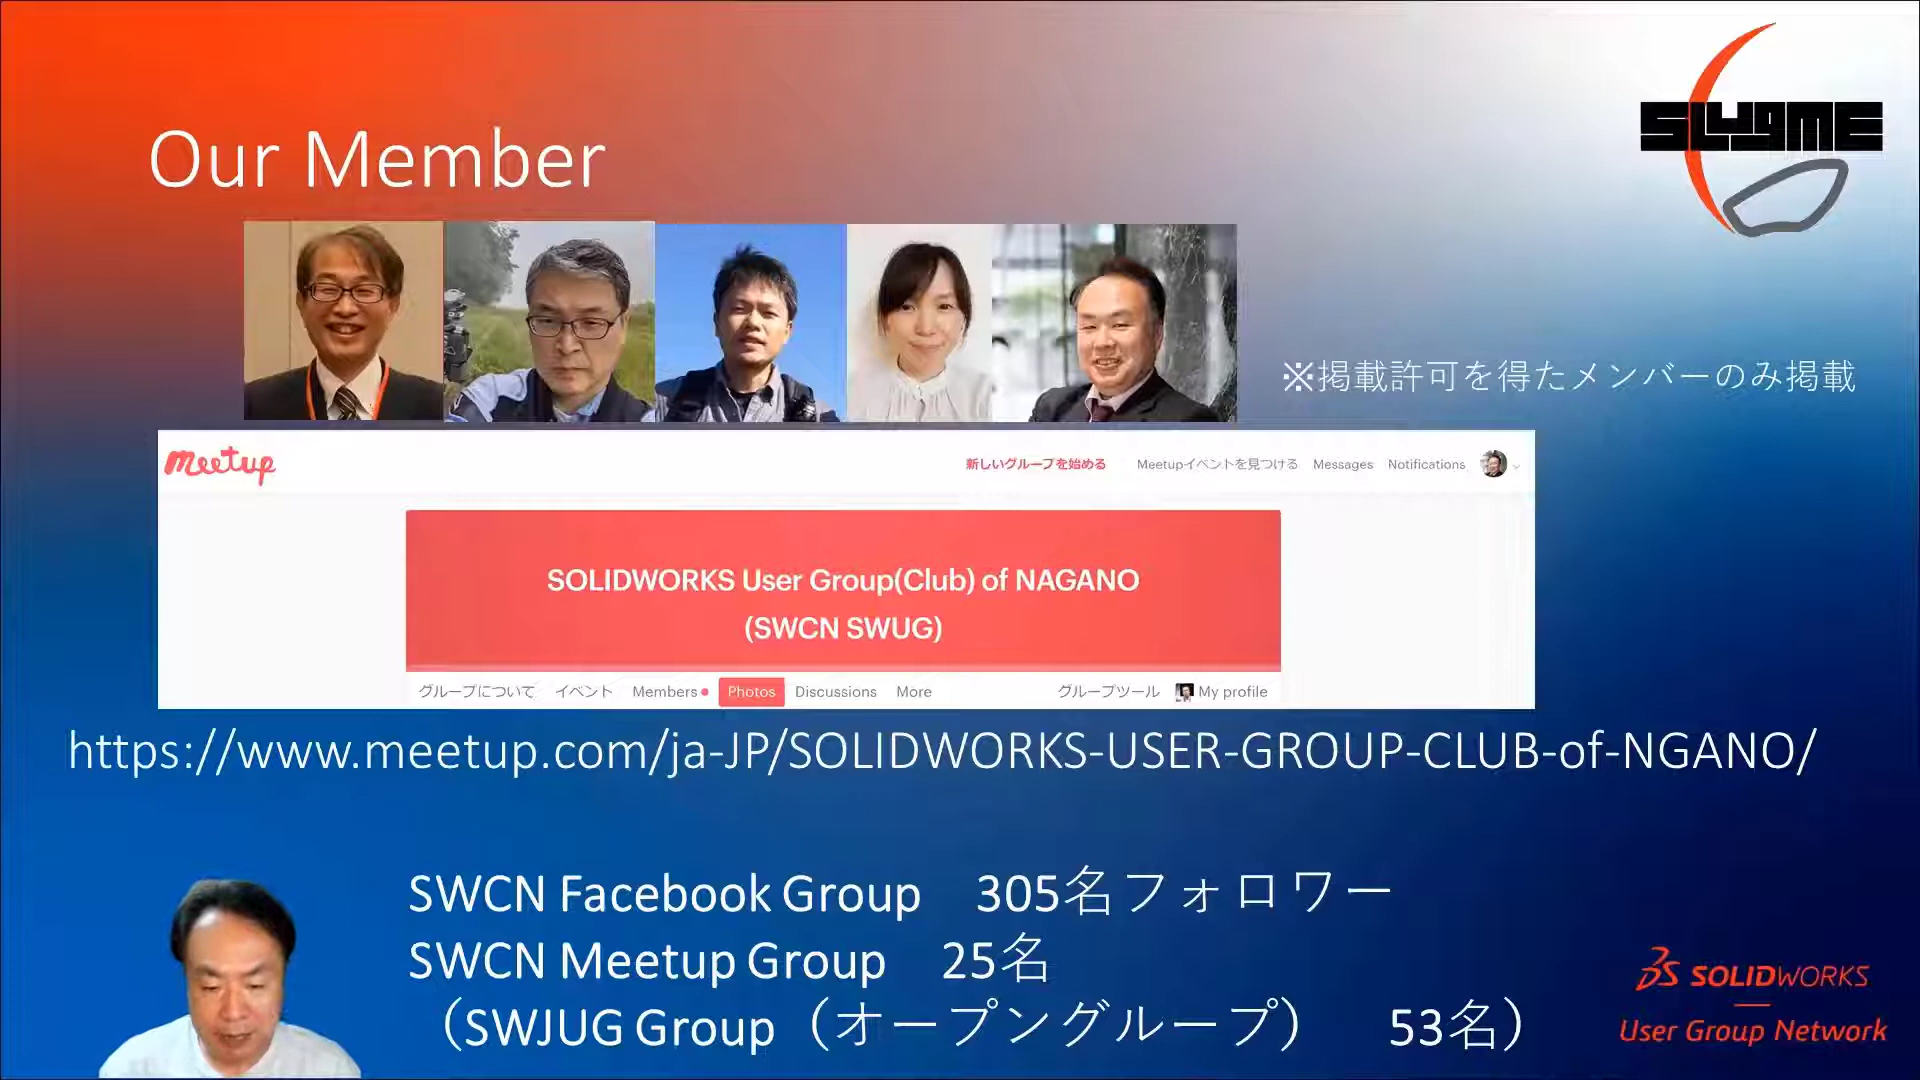 Our Member
SLUGME
※掲載許可を得たメンバーのみ掲載
meetup
新しいグループを始める Meetupイベントを見つける Messages Notifications
SOLIDWORKS User Group(Club) of NAGANO
(SWCN SWUG)
グループについて イベント Members Photos Discussions More グループツール My profile
https://www.meetup.com/ja-JP/SOLIDWORKS-USER-GROUP-CLUB-of-NGANO/
SWCN Facebook Group 305名フォロワー
SWCN Meetup Group 25名
（SWJUG Group（オープングループ） 53名）
SOLIDWORKS
User Group Network